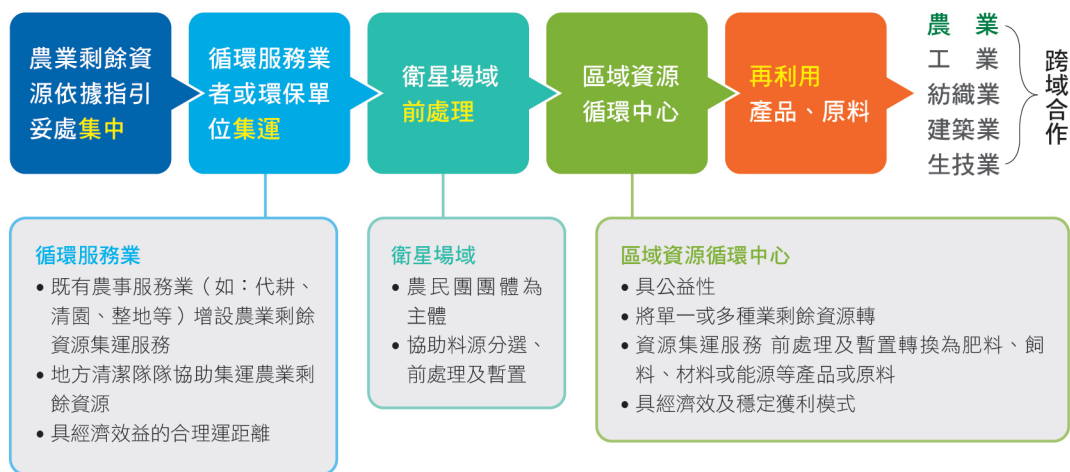 農業剩餘資
源依據指引
妥處集中
循環服務業
者或環保單
位集運
衛星場域
前處理
區域資源
循環中心
再利用
產品、原料
農業
工業
紡織業
建築業
生技業
跨域合作
循環服務業
• 既有農事服務業（如：代耕、
清園、整地等）增設農業剩餘
資源集運服務
• 地方清潔隊隊協助集運農業剩
餘資源
• 具經濟效益的合理運距離
衛星場域
• 農民團團體為
主體
• 協助料源分選、
前處理及暫置
區域資源循環中心
• 具公益性
• 將單一或多種業剩餘資源轉
• 資源集運服務 前處理及暫置轉換為肥料、飼
料、材料或能源等產品或原料
• 具經濟效及穩定獲利模式